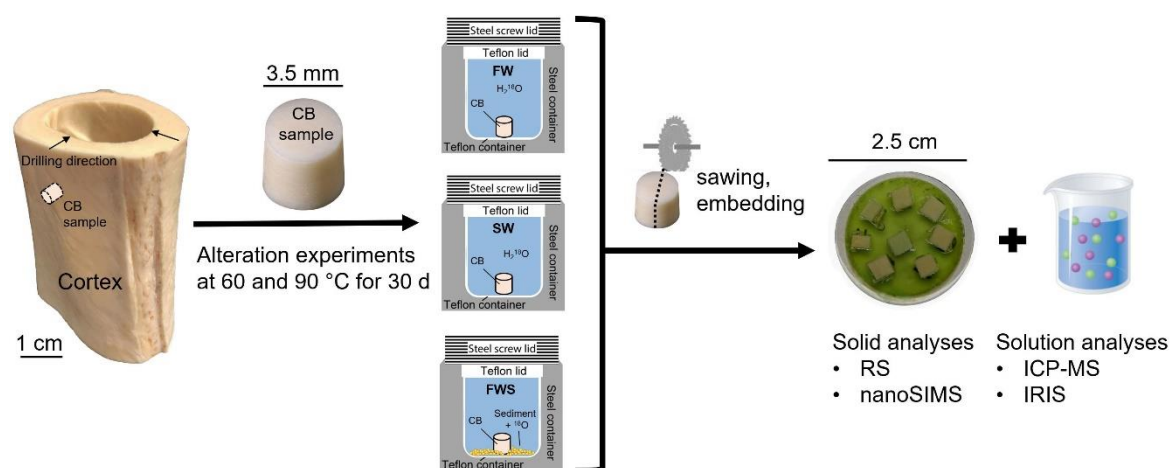 Drilling direction
CB
sample
Cortex
1 cm
3.5 mm
CB
sample
Alteration experiments
at 60 and 90 °C for 30 d
Steel screw lid
Teflon lid
FW
H₂¹⁸O
CB
Teflon container
Steel container
Steel screw lid
Teflon lid
SW
H₂¹⁸O
CB
Teflon container
Steel container
Steel screw lid
Teflon lid
FWS
Sediment
+ ¹⁸O
CB
Teflon container
Steel container
sawing,
embedding
2.5 cm
Solid analyses
• RS
• nanoSIMS
Solution analyses
• ICP-MS
• IRIS